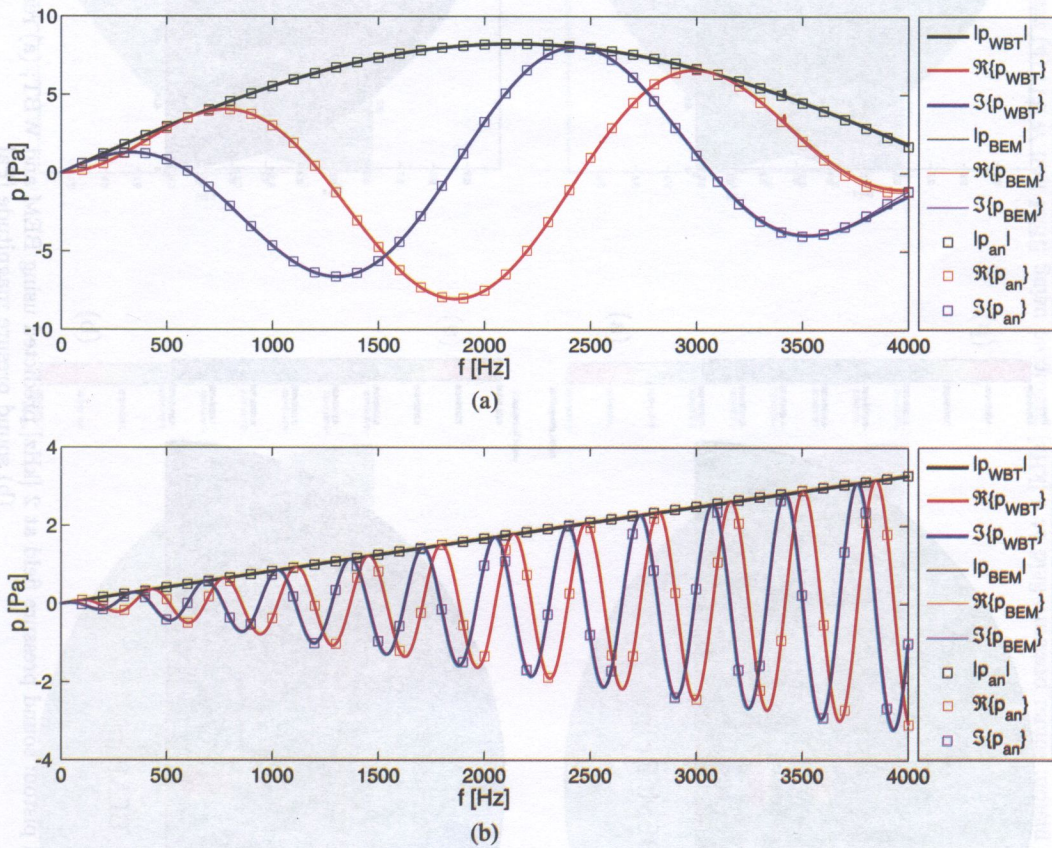 10
5
0
-5
-10
p [Pa]
0 500 1000 1500 2000 2500 3000 3500 4000
f [Hz]
|p_WBT|
ℜ{p_WBT}
ℑ{p_WBT}
|p_BEM|
ℜ{p_BEM}
ℑ{p_BEM}
|p_an|
ℜ{p_an}
ℑ{p_an}
(a)
4
2
0
-2
-4
p [Pa]
0 500 1000 1500 2000 2500 3000 3500 4000
f [Hz]
|p_WBT|
ℜ{p_WBT}
ℑ{p_WBT}
|p_BEM|
ℜ{p_BEM}
ℑ{p_BEM}
|p_an|
ℜ{p_an}
ℑ{p_an}
(b)